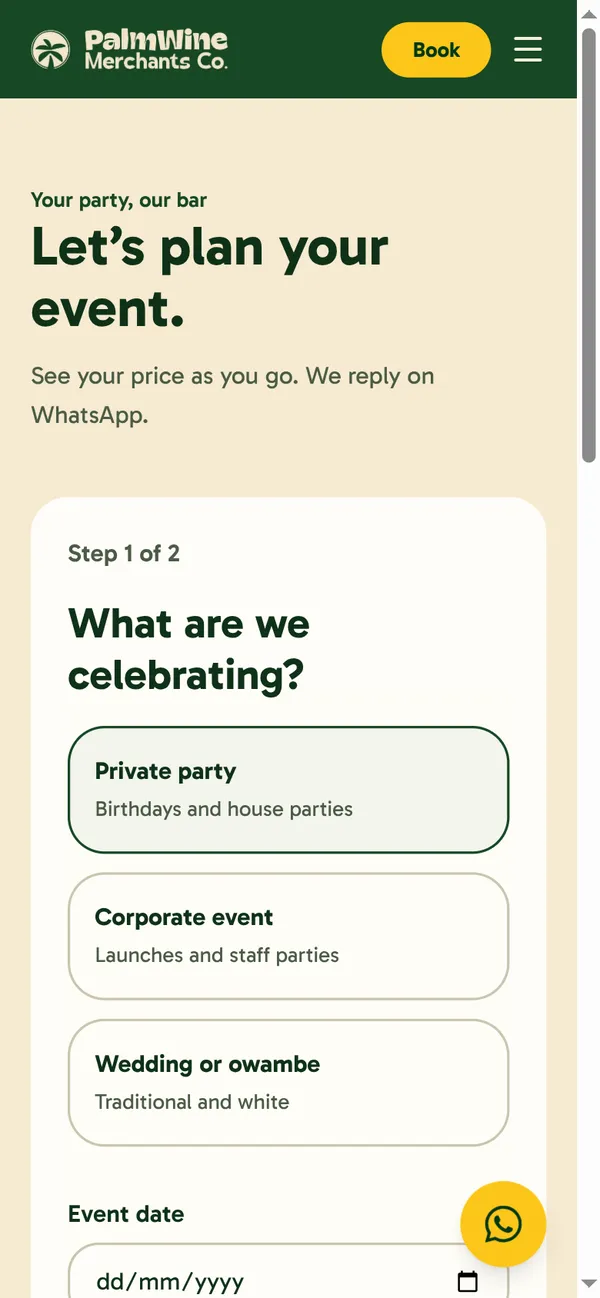 PalmWine
Merchants Co.
Book
Your party, our bar
Let’s plan your
event.
See your price as you go. We reply on
WhatsApp.
Step 1 of 2
What are we
celebrating?
Private party
Birthdays and house parties
Corporate event
Launches and staff parties
Wedding or owambe
Traditional and white
Event date
dd/mm/yyyy